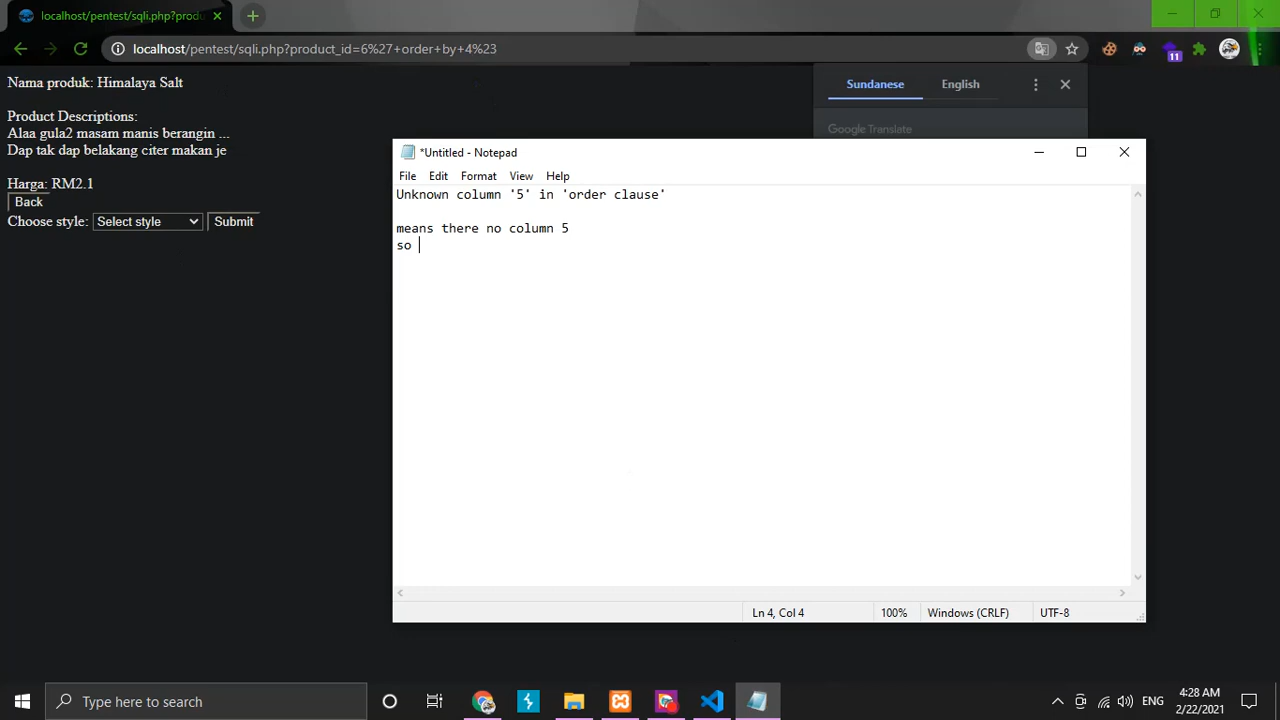 localhost/pentest/sqli.php?produ
localhost/pentest/sqli.php?product_id=6%27+order+by+4%23
11
Nama produk: Himalaya Salt
Product Descriptions:
Alaa gula2 masam minis berangin ...
Dap tak dap belakang citer makan je
Harga: RM2.1
Back
Choose style: Select style Submit
Sundanese English
Google Translate
*Untitled - Notepad
File Edit Format View Help
Unknown column '5' in 'order clause'
means there no column 5
so
Ln 4, Col 4 100% Windows (CRLF) UTF-8
Type here to search
ENG
4:28 AM
2/22/2021